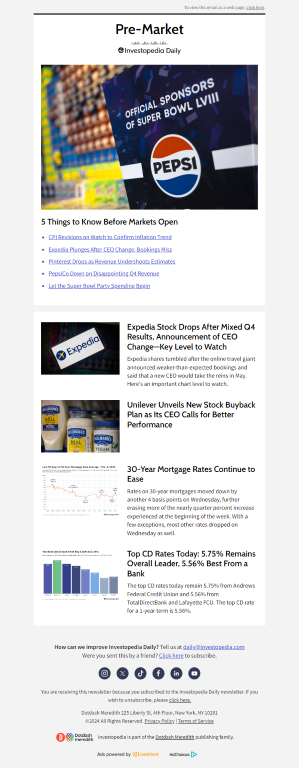 To view this email as a web page, click here
Pre-Market
Investopedia Daily
OFFICIAL SPONSORS
OF SUPER BOWL LVIII
PEPSI
5 Things to Know Before Markets Open
CPI Revisions on Watch to Confirm Inflation Trend
Expedia Plunges After CEO Change, Bookings Miss
Pinterest Drops as Revenue Undershoots Estimates
PepsiCo Down on Disappointing Q4 Revenue
Let the Super Bowl Party Spending Begin
Expedia
Expedia Stock Drops After Mixed Q4
Results, Announcement of CEO
Change—Key Level to Watch
Expedia shares tumbled after the online travel giant
announced weaker-than-expected bookings and
said that a new CEO would take the reins in May.
Here's an important chart level to watch.
Unilever Unveils New Stock Buyback
Plan as Its CEO Calls for Better
Performance
30-Year Mortgage Rates Continue to
Ease
Rates on 30-year mortgages moved down by
another 4 basis points on Wednesday, further
erasing more of the nearly quarter percent increase
experienced at the beginning of the week. With a
few exceptions, most other rates dropped on
Wednesday as well.
Top CD Rates Today: 5.75% Remains
Overall Leader, 5.56% Best From a
Bank
The top CD rates today remain 5.75% from Andrews
Federal Credit Union and 5.56% from
TotalDirectBank and Lafayette FCU. The top CD rate
for a 1-year term is 5.56%.
How can we improve Investopedia Daily? Tell us at daily@investopedia.com
Were you sent this by a friend? Click here to subscribe.
You are receiving this newsletter because you subscribed to the Investopedia Daily newsletter. If you
wish to unsubscribe, please click here.
Dotdash Meredith 225 Liberty St, 4th Floor, New York, NY 10281
©2024 All Rights Reserved. Privacy Policy | Terms of Service
Dotdash
meredith
Investopedia is part of the Dotdash Meredith publishing family.
Ads powered by LiveIntent
AdChoices